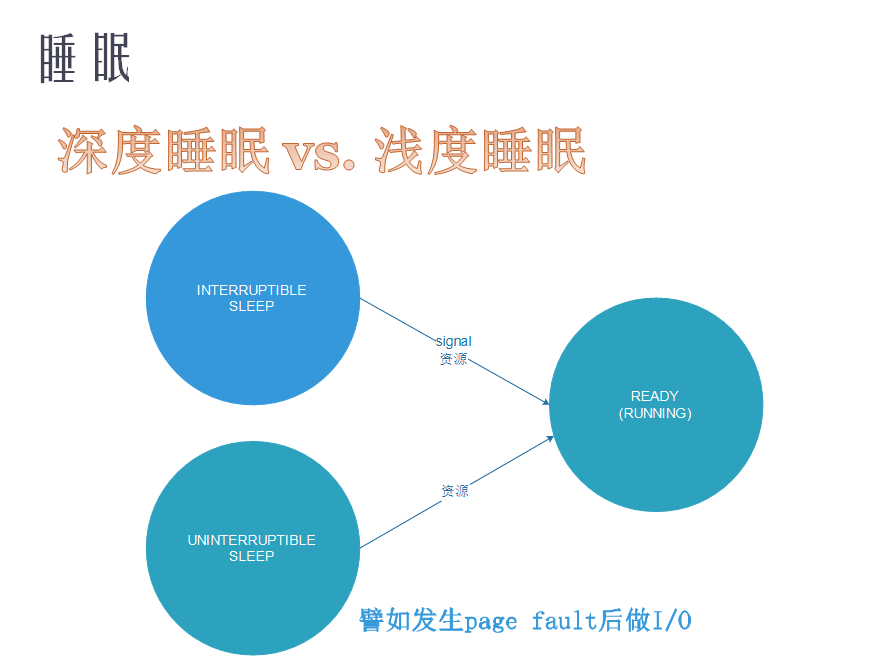 睡 眠
深度睡眠 vs. 浅度睡眠
INTERRUPTIBLE
SLEEP
signal
资源
READY
(RUNNING)
资源
UNINTERRUPTIBLE
SLEEP
譬如发生page fault后做I/O